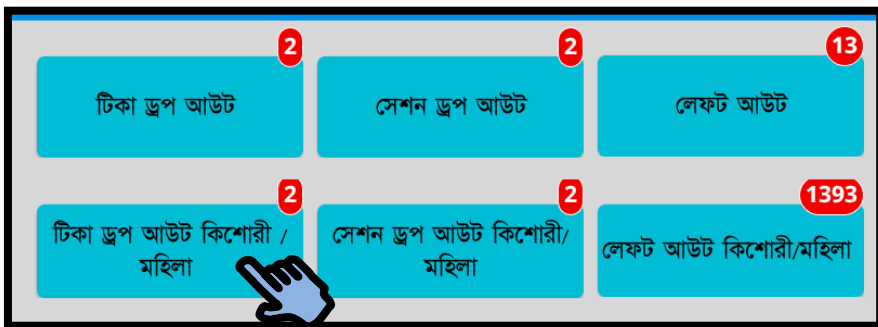 2
2
13
টিকা ড্রপ আউট
সেশন ড্রপ আউট
লেফট আউট
2
2
1393
টিকা ড্রপ আউট কিশোরী /
মহিলা
সেশন ড্রপ আউট কিশোরী/
মহিলা
লেফট আউট কিশোরী/মহিলা